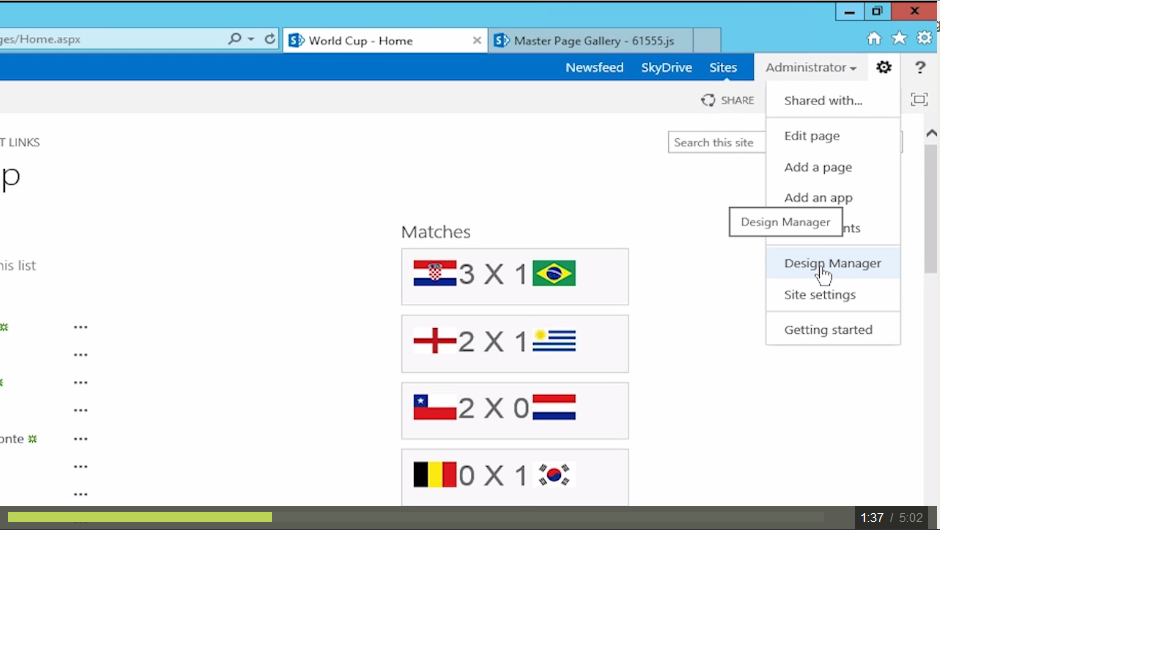 ges/Home.aspx
World Cup - Home
Master Page Gallery - 61555.js
Newsfeed SkyDrive Sites Administrator ?
SHARE
Shared with...
T LINKS
Search this site
Edit page
p
Add a page
Add an app
Design Manager
nts
Matches
his list
Design Manager
3 X 1
Site settings
Getting started
2 X 1
2 X 0
onte
0 X 1
1:37 / 5:02